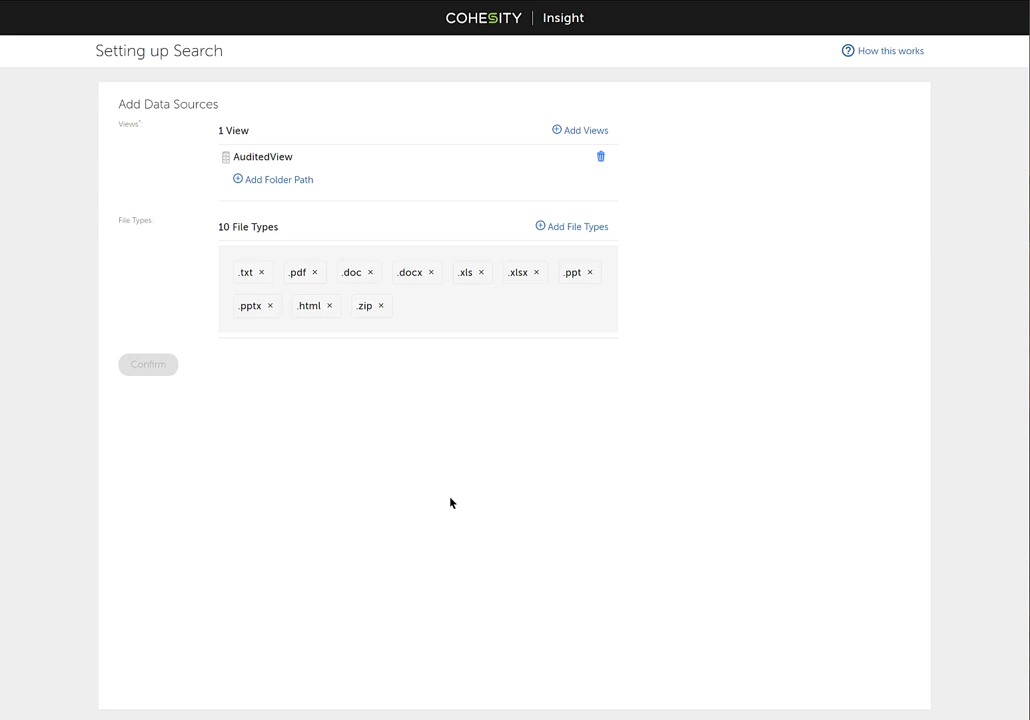 COHESITY | Insight
Setting up Search
How this works
Add Data Sources
Views*:
1 View
Add Views
AuditedView
Add Folder Path
File Types:
10 File Types
Add File Types
.txt × .pdf × .doc × .docx × .xls × .xlsx × .ppt ×
.pptx × .html × .zip ×
Confirm